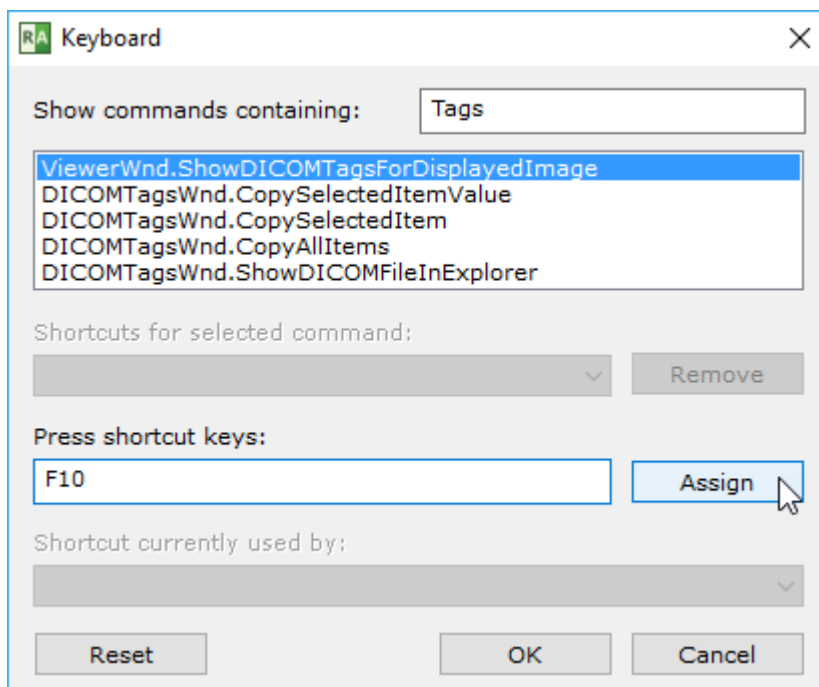 RA Keyboard
Show commands containing: Tags
ViewerWnd.ShowDICOMTagsForDisplayedImage
DICOMTagsWnd.CopySelectedItemValue
DICOMTagsWnd.CopySelectedItem
DICOMTagsWnd.CopyAllItems
DICOMTagsWnd.ShowDICOMFileInExplorer
Shortcuts for selected command:
Remove
Press shortcut keys:
F10 Assign
Shortcut currently used by:
Reset OK Cancel